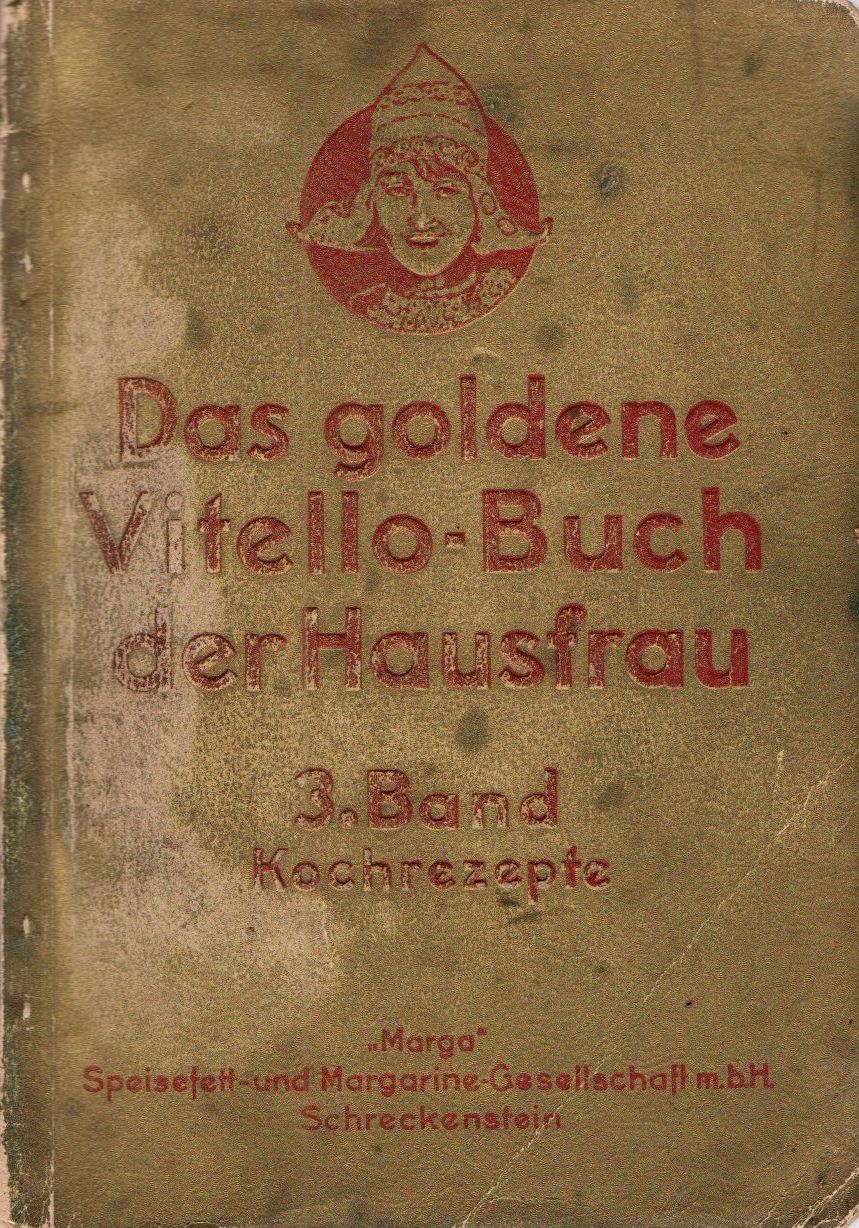 Das goldene
Vitello-Buch
der Hausfrau
3. Band
Kochrezepte
„Marga“
Speisefett-und Margarine-Gesellschaft m.b.H.
Schreckenstein